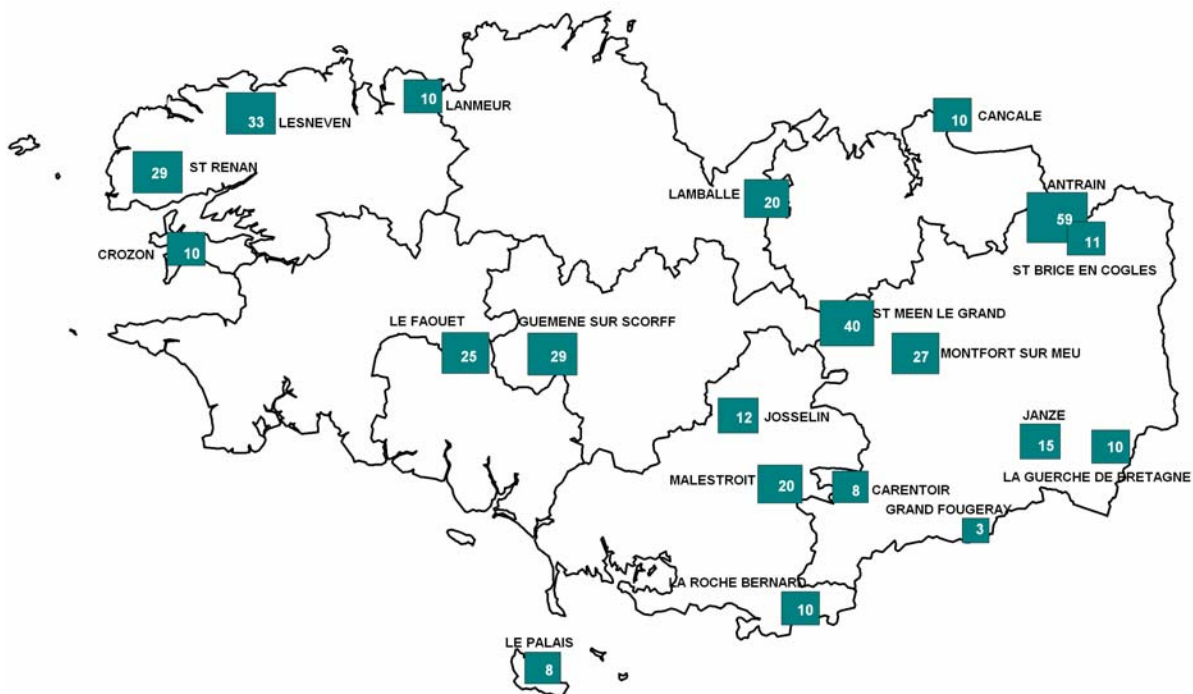 10
LANMEUR
33
LESNEVEN
10
CANCALE
29
ST RENAN
LAMBALLE
20
ANTRAIN
59
11
ST BRICE EN COGLES
CROZON
10
LE FAOUET
25
GUEMENE SUR SCORFF
29
40
ST MEEN LE GRAND
27
MONTFORT SUR MEU
12
JOSSELIN
JANZE
15
10
LA GUERCHE DE BRETAGNE
MALESTROIT
20
8
CARENTOIR
GRAND FOUGERAY
3
LA ROCHE BERNARD
10
LE PALAIS
8